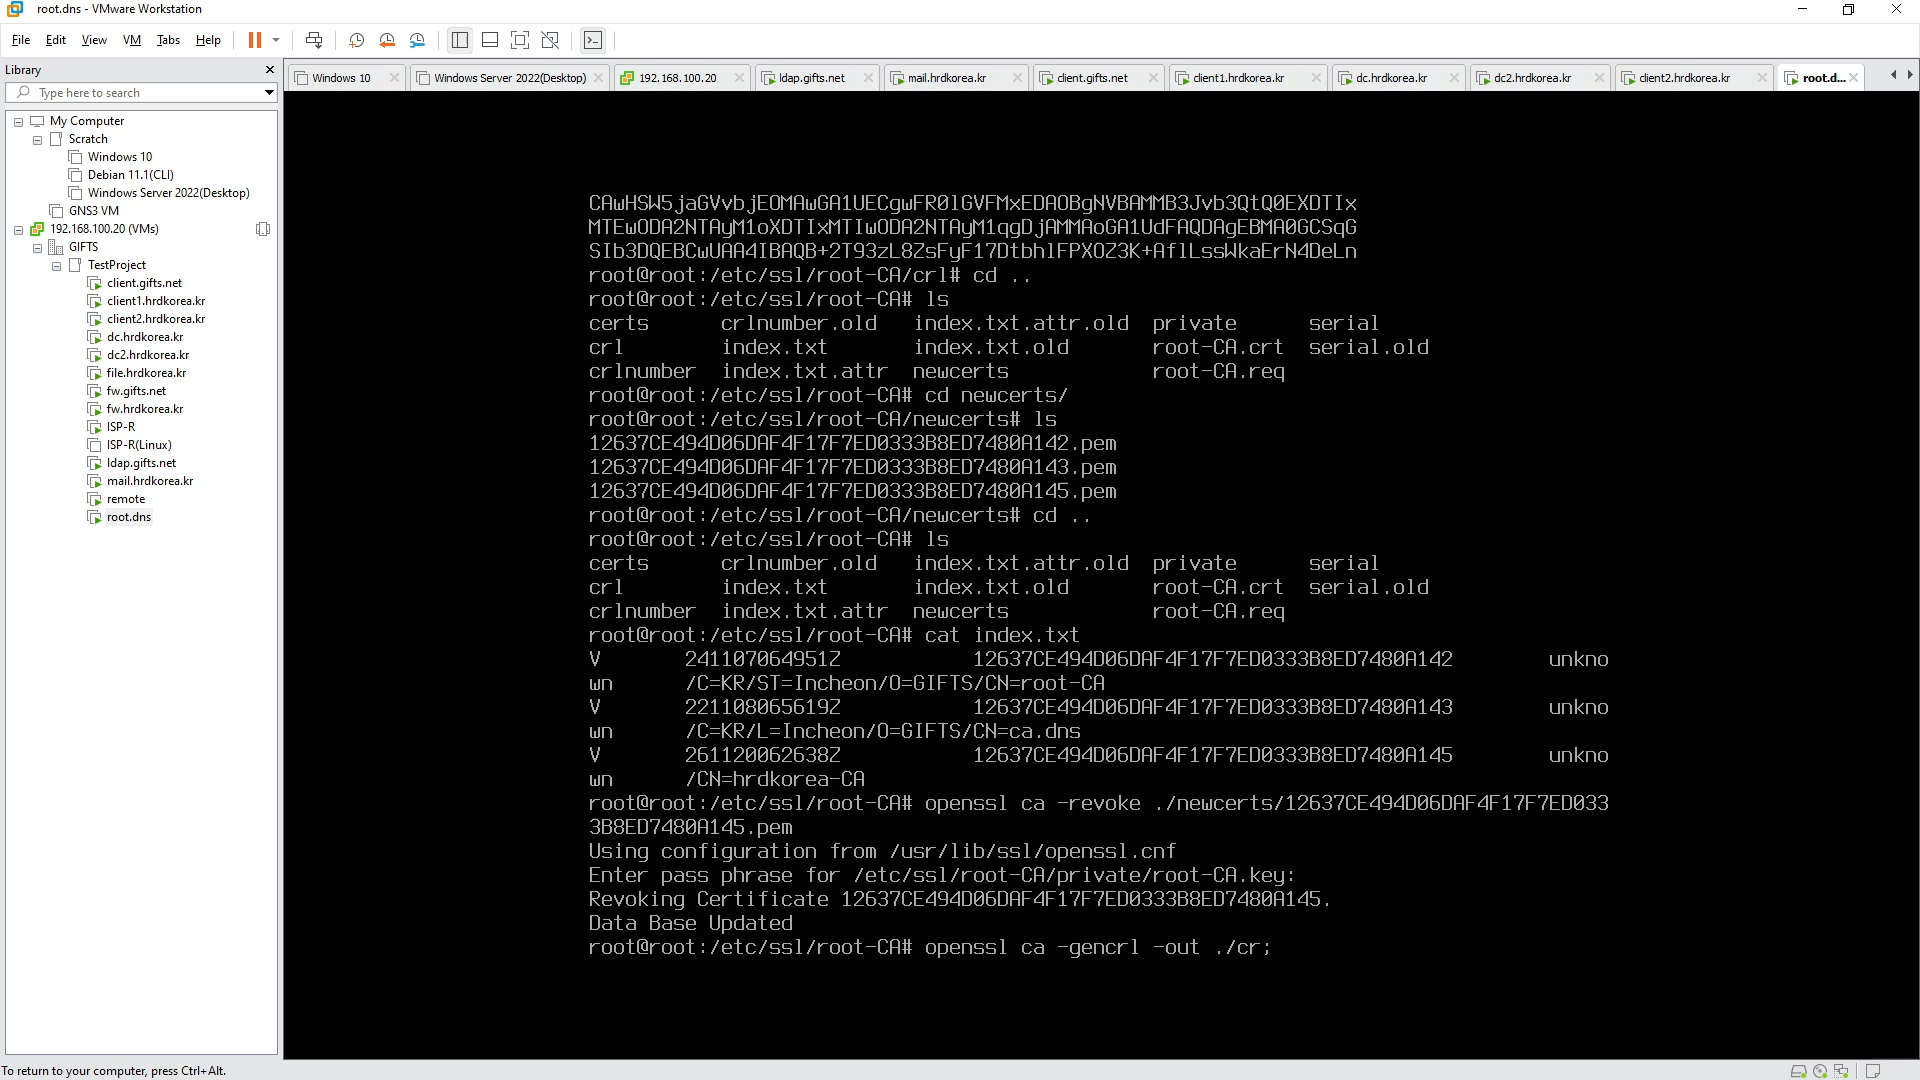 root.dns - VMware Workstation
File Edit View VM Tabs Help
Library
Type here to search
Windows 10
Windows Server 2022(Desktop)
192.168.100.20
ldap.gifts.net
mail.hrdkorea.kr
client.gifts.net
client1.hrdkorea.kr
dc.hrdkorea.kr
dc2.hrdkorea.kr
client2.hrdkorea.kr
root.d...
My Computer
Scratch
Windows 10
Debian 11.1(CLI)
Windows Server 2022(Desktop)
GNS3 VM
192.168.100.20 (VMs)
GIFTS
TestProject
client.gifts.net
client1.hrdkorea.kr
client2.hrdkorea.kr
dc.hrdkorea.kr
dc2.hrdkorea.kr
file.hrdkorea.kr
fw.gifts.net
fw.hrdkorea.kr
ISP-R
ISP-R(Linux)
ldap.gifts.net
mail.hrdkorea.kr
remote
root.dns
CAwHSW5jaGVvbjEOMAwGA1UECgwFR0lGVFMxEDAOBgNVBAMMB3Jvb3QtQ0EXDTIx
MTEwODA2NTAyM1oXDTIxMTIwODA2NTAyM1qgDjAMMAoGA1UdFAQDAgEBMA0GCSqG
SIb3DQEBCwUAA4IBAQB+2T93zL8ZsFyF17DtbhlFPXOZ3K+AflLssWkaErN4DeLn
root@root:/etc/ssl/root-CA/crl# cd ..
root@root:/etc/ssl/root-CA# ls
certs crlnumber.old index.txt.attr.old private serial
crl index.txt index.txt.old root-CA.crt serial.old
crlnumber index.txt.attr newcerts root-CA.req
root@root:/etc/ssl/root-CA# cd newcerts/
root@root:/etc/ssl/root-CA/newcerts# ls
12637CE494D06DAF4F17F7ED0333B8ED7480A142.pem
12637CE494D06DAF4F17F7ED0333B8ED7480A143.pem
12637CE494D06DAF4F17F7ED0333B8ED7480A145.pem
root@root:/etc/ssl/root-CA/newcerts# cd ..
root@root:/etc/ssl/root-CA# ls
certs crlnumber.old index.txt.attr.old private serial
crl index.txt index.txt.old root-CA.crt serial.old
crlnumber index.txt.attr newcerts root-CA.req
root@root:/etc/ssl/root-CA# cat index.txt
V 241107064951Z 12637CE494D06DAF4F17F7ED0333B8ED7480A142 unkno
wn /C=KR/ST=Incheon/O=GIFTS/CN=root-CA
V 221108065619Z 12637CE494D06DAF4F17F7ED0333B8ED7480A143 unkno
wn /C=KR/L=Incheon/O=GIFTS/CN=ca.dns
V 261120062638Z 12637CE494D06DAF4F17F7ED0333B8ED7480A145 unkno
wn /CN=hrdkorea-CA
root@root:/etc/ssl/root-CA# openssl ca -revoke ./newcerts/12637CE494D06DAF4F17F7ED033
3B8ED7480A145.pem
Using configuration from /usr/lib/ssl/openssl.cnf
Enter pass phrase for /etc/ssl/root-CA/private/root-CA.key:
Revoking Certificate 12637CE494D06DAF4F17F7ED0333B8ED7480A145.
Data Base Updated
root@root:/etc/ssl/root-CA# openssl ca -gencrl -out ./cr;
To return to your computer, press Ctrl+Alt.